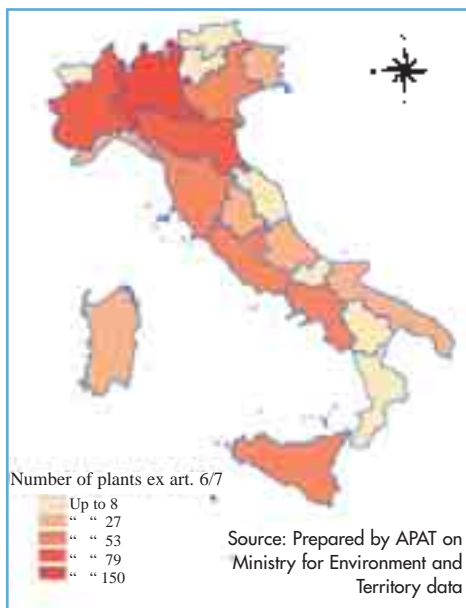 Number of plants ex art. 6/7
Up to 8
“ “ 27
“ “ 53
“ “ 79
“ “ 150
Source: Prepared by APAT on
Ministry for Environment and
Territory data